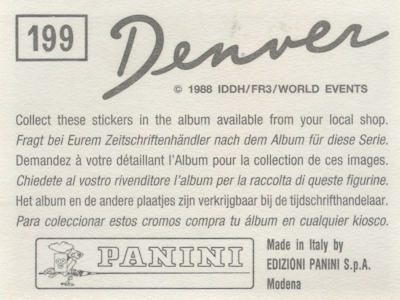 199 Denver
© 1988 IDDH/FR3/WORLD EVENTS
Collect these stickers in the album available from your local shop.
Fragt bei Eurem Zeitschriftenhändler nach dem Album für diese Serie.
Demandez à votre détaillant l'Album pour la collection de ces images.
Chiedete al vostro rivenditore l'album per la raccolta di queste figurine.
Het album en de andere plaatjes zijn verkrijgbaar bij de tijdschrifthandelaar.
Para coleccionar estos cromos compra tu álbum en cualquier kiosco.
PANINI
Made in Italy by
EDIZIONI PANINI S.p.A.
Modena